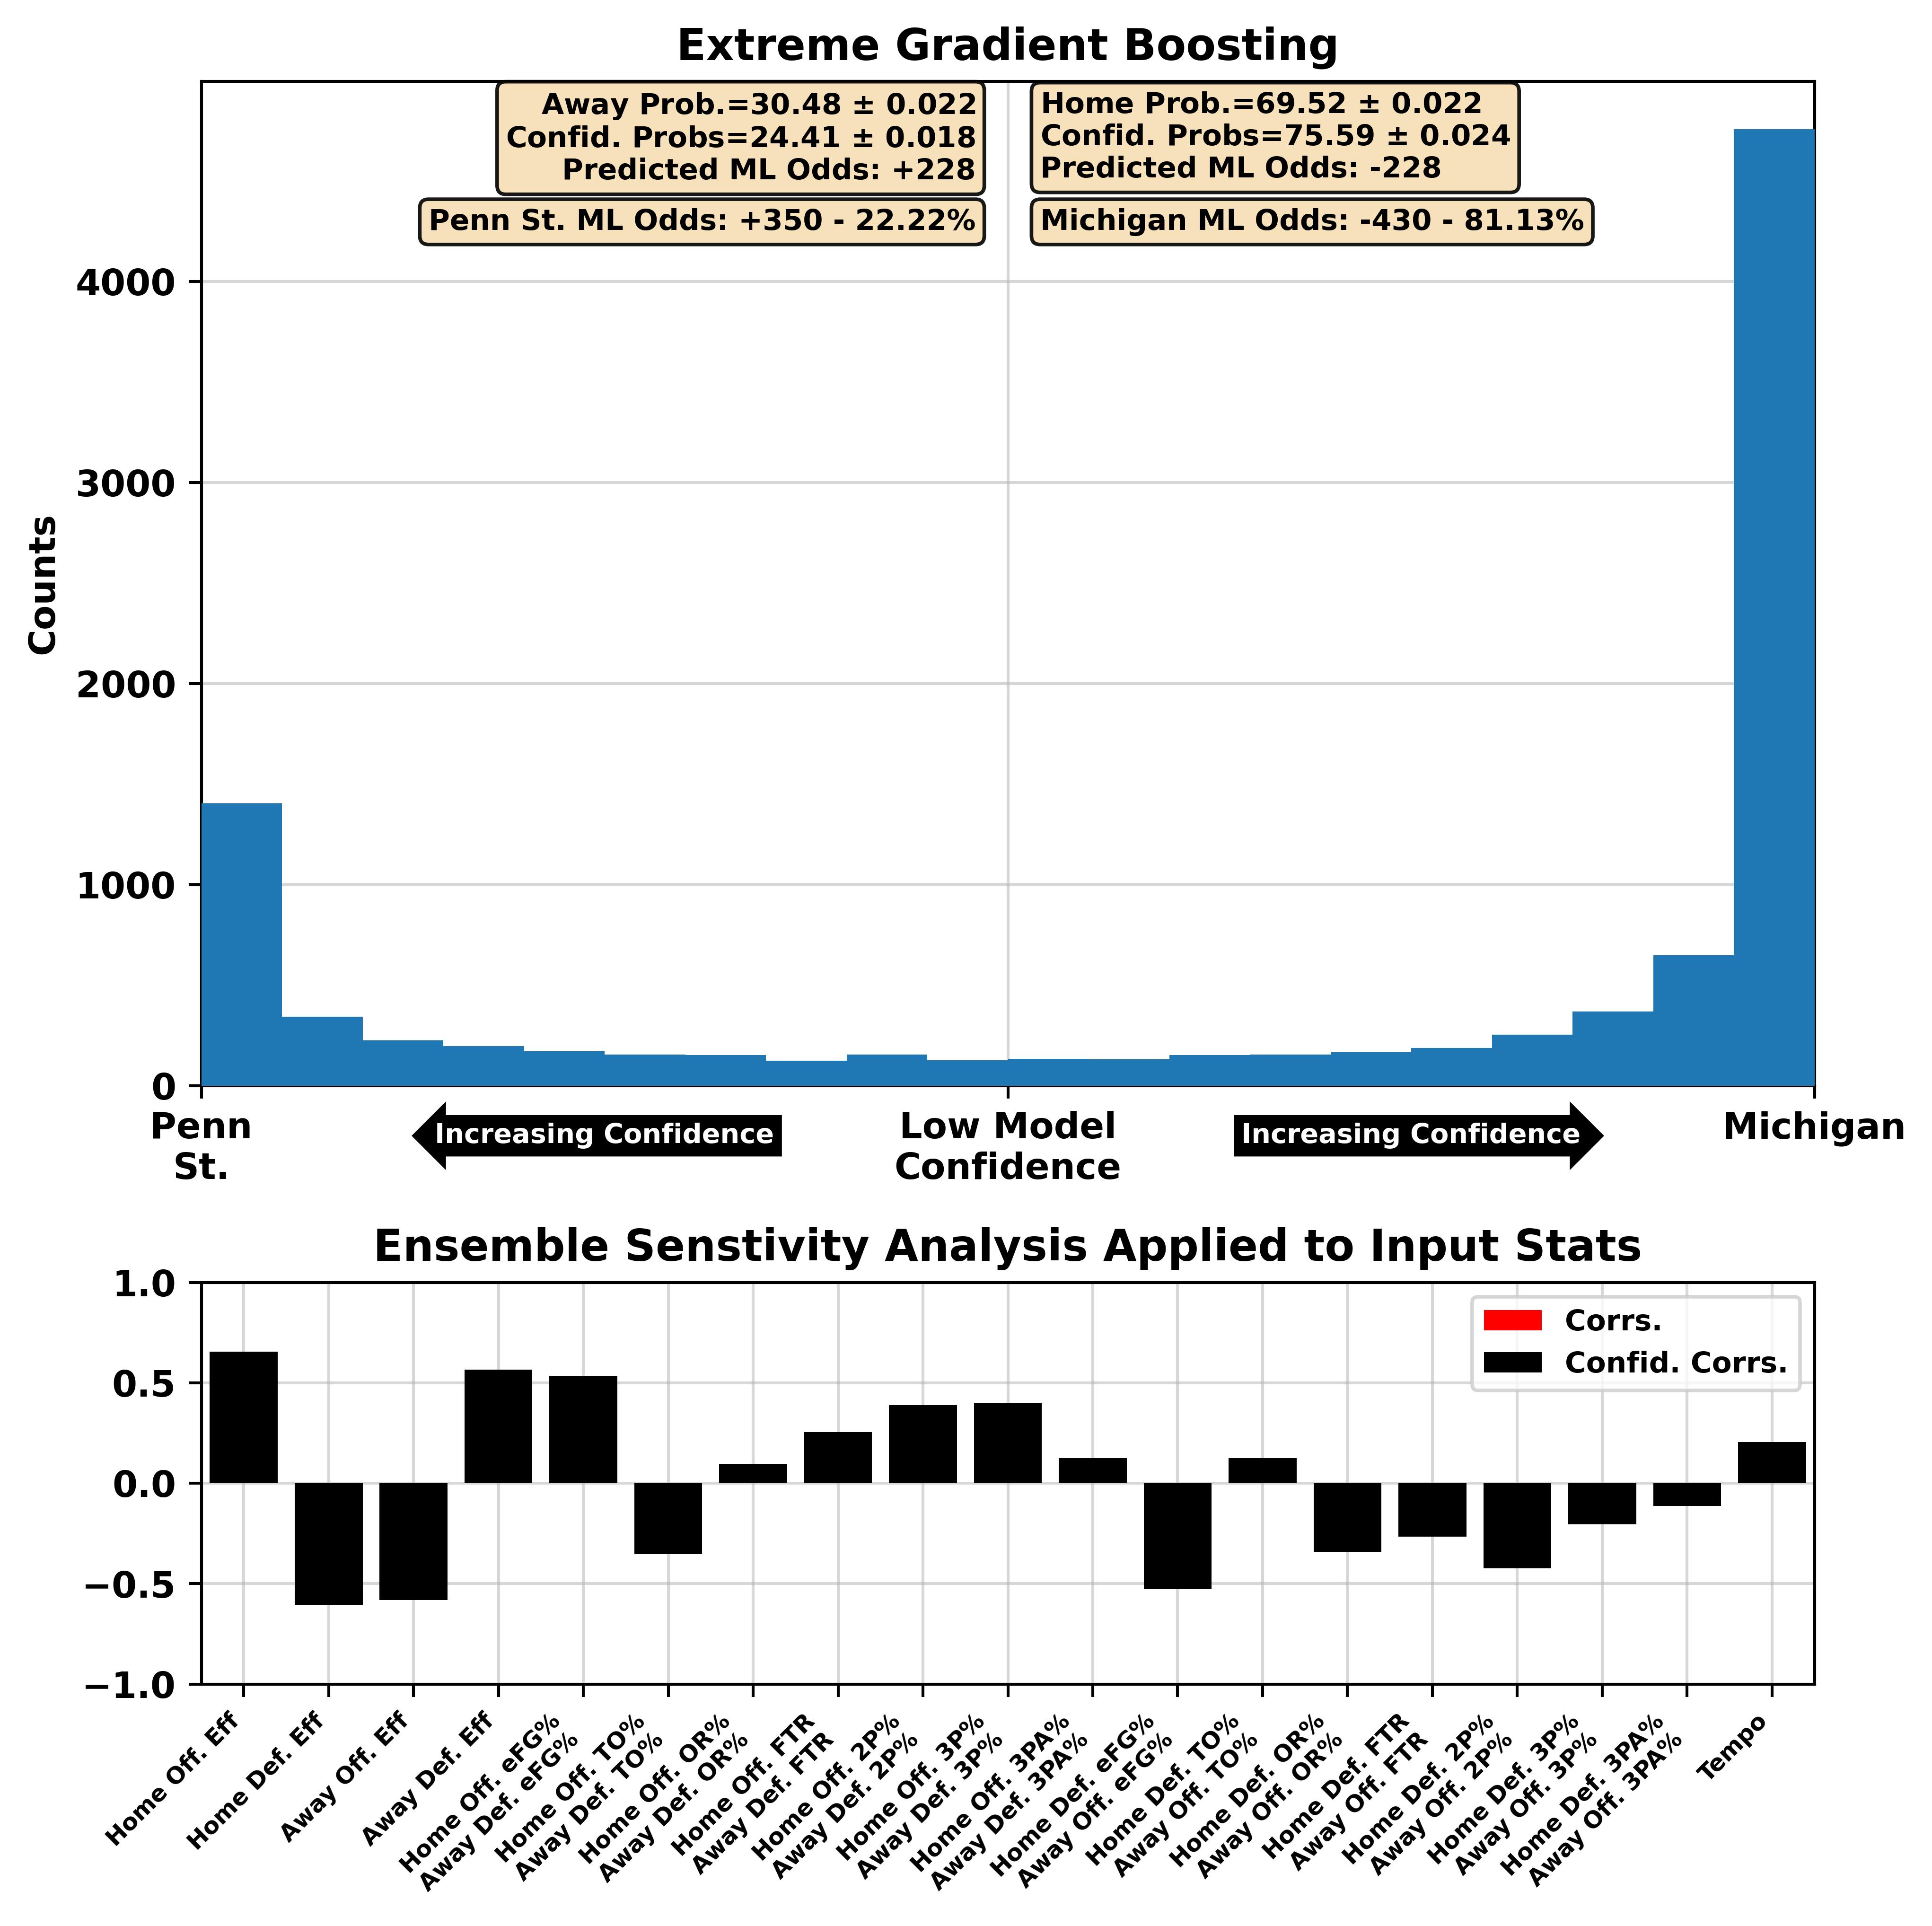 Extreme Gradient Boosting
Away Prob.=30.48 ± 0.022
Confid. Probs=24.41 ± 0.018
Predicted ML Odds: +228
Penn St. ML Odds: +350 - 22.22%
Home Prob.=69.52 ± 0.022
Confid. Probs=75.59 ± 0.024
Predicted ML Odds: -228
Michigan ML Odds: -430 - 81.13%
Counts
4000
3000
2000
1000
0
Penn
St.
Increasing Confidence
Low Model
Confidence
Increasing Confidence
Michigan
Ensemble Senstivity Analysis Applied to Input Stats
1.0
0.5
0.0
−0.5
−1.0
Corrs.
Confid. Corrs.
Home Off. Eff
Home Def. Eff
Away Off. Eff
Away Def. Eff
Home Off. eFG%
Away Def. eFG%
Home Off. TO%
Away Def. TO%
Home Off. OR%
Away Def. OR%
Home Off. FTR
Away Def. FTR
Home Off. 2P%
Away Def. 2P%
Home Off. 3P%
Away Def. 3P%
Home Off. 3PA%
Away Def. 3PA%
Home Def. eFG%
Away Off. eFG%
Home Def. TO%
Away Off. TO%
Home Def. OR%
Away Off. OR%
Home Def. FTR
Away Off. FTR
Home Def. 2P%
Away Off. 2P%
Home Def. 3P%
Away Off. 3P%
Home Def. 3PA%
Away Off. 3PA%
Tempo